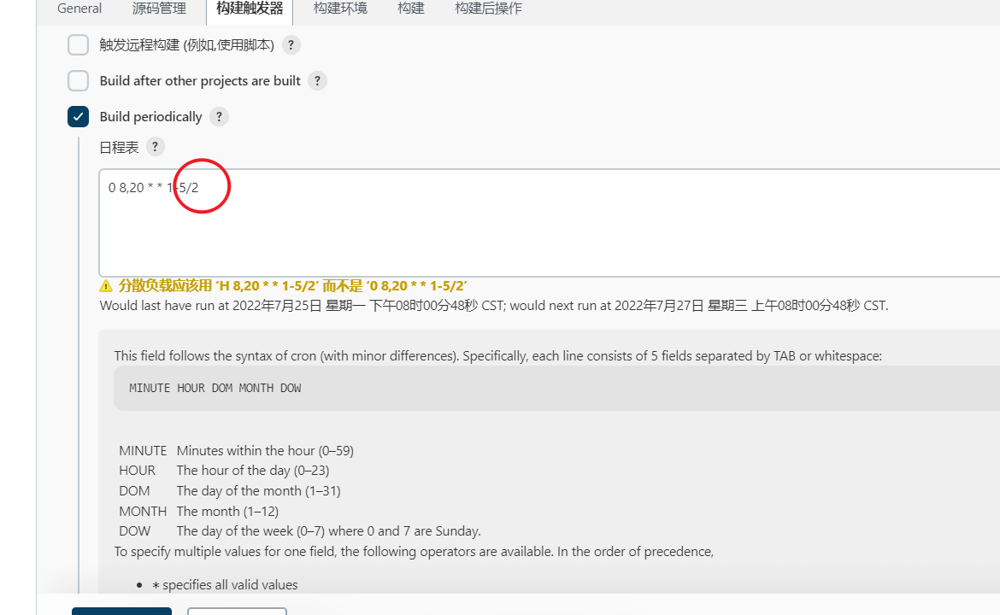 General 源码管理 构建触发器 构建环境 构建 构建后操作
触发远程构建 (例如,使用脚本) ?
Build after other projects are built ?
Build periodically ?
日程表 ?
0 8,20 * * 1-5/2
分散负载应该用 ‘H 8,20 * * 1-5/2’ 而不是 ‘0 8,20 * * 1-5/2’
Would last have run at 2022年7月25日 星期一 下午08时00分48秒 CST; would next run at 2022年7月27日 星期三 上午08时00分48秒 CST.
This field follows the syntax of cron (with minor differences). Specifically, each line consists of 5 fields separated by TAB or whitespace:
MINUTE HOUR DOM MONTH DOW
MINUTE Minutes within the hour (0–59)
HOUR The hour of the day (0–23)
DOM The day of the month (1–31)
MONTH The month (1–12)
DOW The day of the week (0–7) where 0 and 7 are Sunday.
To specify multiple values for one field, the following operators are available. In the order of precedence,
• * specifies all valid values